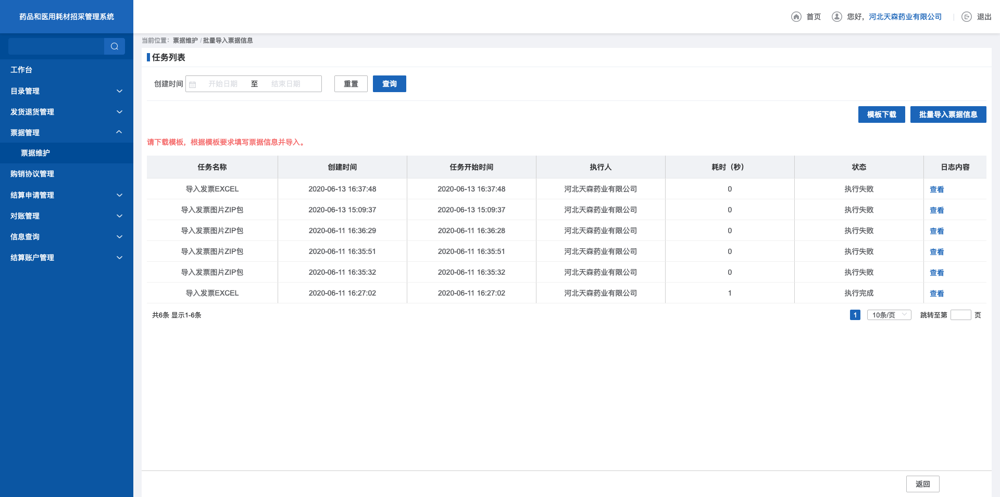 药品和医用耗材招采管理系统
首页 您好，河北天森药业有限公司 | 退出
当前位置： 票据维护 / 批量导入票据信息
工作台
目录管理
发货退货管理
票据管理
票据维护
购销协议管理
结算申请管理
对账管理
信息查询
结算账户管理
任务列表
创建时间 开始日期 至 结束日期 重置 查询
模板下载 批量导入票据信息
请下载模板，根据模板要求填写票据信息并导入。
任务名称 创建时间 任务开始时间 执行人 耗时（秒） 状态 日志内容
导入发票EXCEL 2020-06-13 16:37:48 2020-06-13 16:37:48 河北天森药业有限公司 0 执行失败 查看
导入发票图片ZIP包 2020-06-13 15:09:37 2020-06-13 15:09:37 河北天森药业有限公司 0 执行失败 查看
导入发票图片ZIP包 2020-06-11 16:36:29 2020-06-11 16:36:28 河北天森药业有限公司 0 执行失败 查看
导入发票图片ZIP包 2020-06-11 16:35:51 2020-06-11 16:35:51 河北天森药业有限公司 0 执行失败 查看
导入发票图片ZIP包 2020-06-11 16:35:32 2020-06-11 16:35:32 河北天森药业有限公司 0 执行失败 查看
导入发票EXCEL 2020-06-11 16:27:02 2020-06-11 16:27:02 河北天森药业有限公司 1 执行完成 查看
共6条 显示1-6条 1 10条/页 跳转至第 页
返回